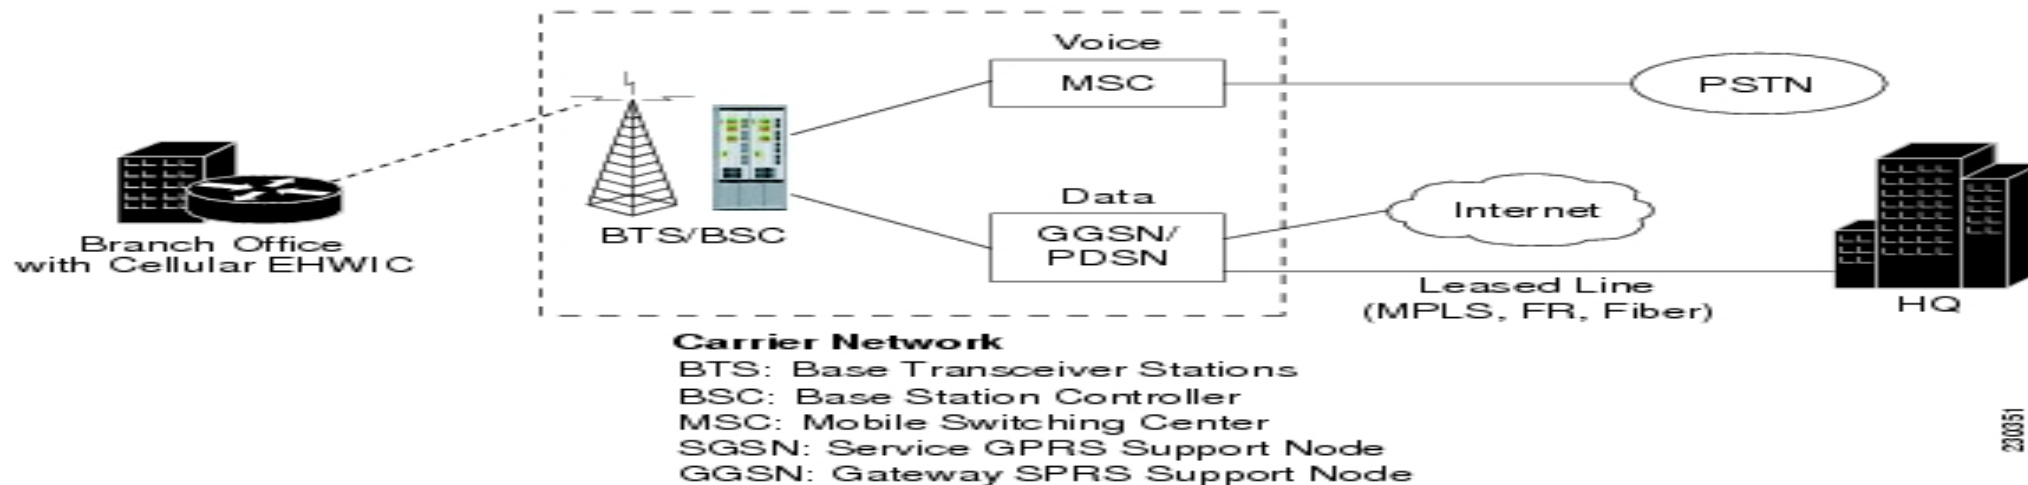 Voice
MSC
PSTN
Data
GGSN/
PDSN
Internet
BTS/BSC
Branch Office
with Cellular EHWIC
Leased Line
(MPLS, FR, Fiber)
HQ
Carrier Network
BTS: Base Transceiver Stations
BSC: Base Station Controller
MSC: Mobile Switching Center
SGSN: Service GPRS Support Node
GGSN: Gateway SPRS Support Node
230351